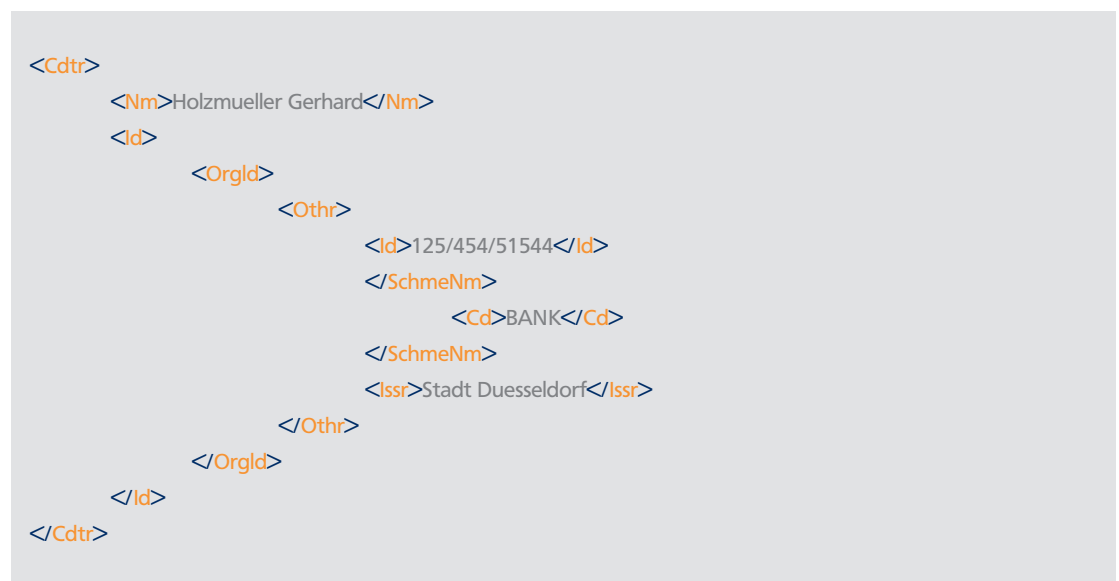 <Cdtr>
<Nm>Holzmueller Gerhard</Nm>
<Id>
<OrgId>
<Othr>
<Id>125/454/51544</Id>
</SchmeNm>
<Cd>BANK</Cd>
</SchmeNm>
<Issr>Stadt Duesseldorf</Issr>
</Othr>
</OrgId>
</Id>
</Cdtr>